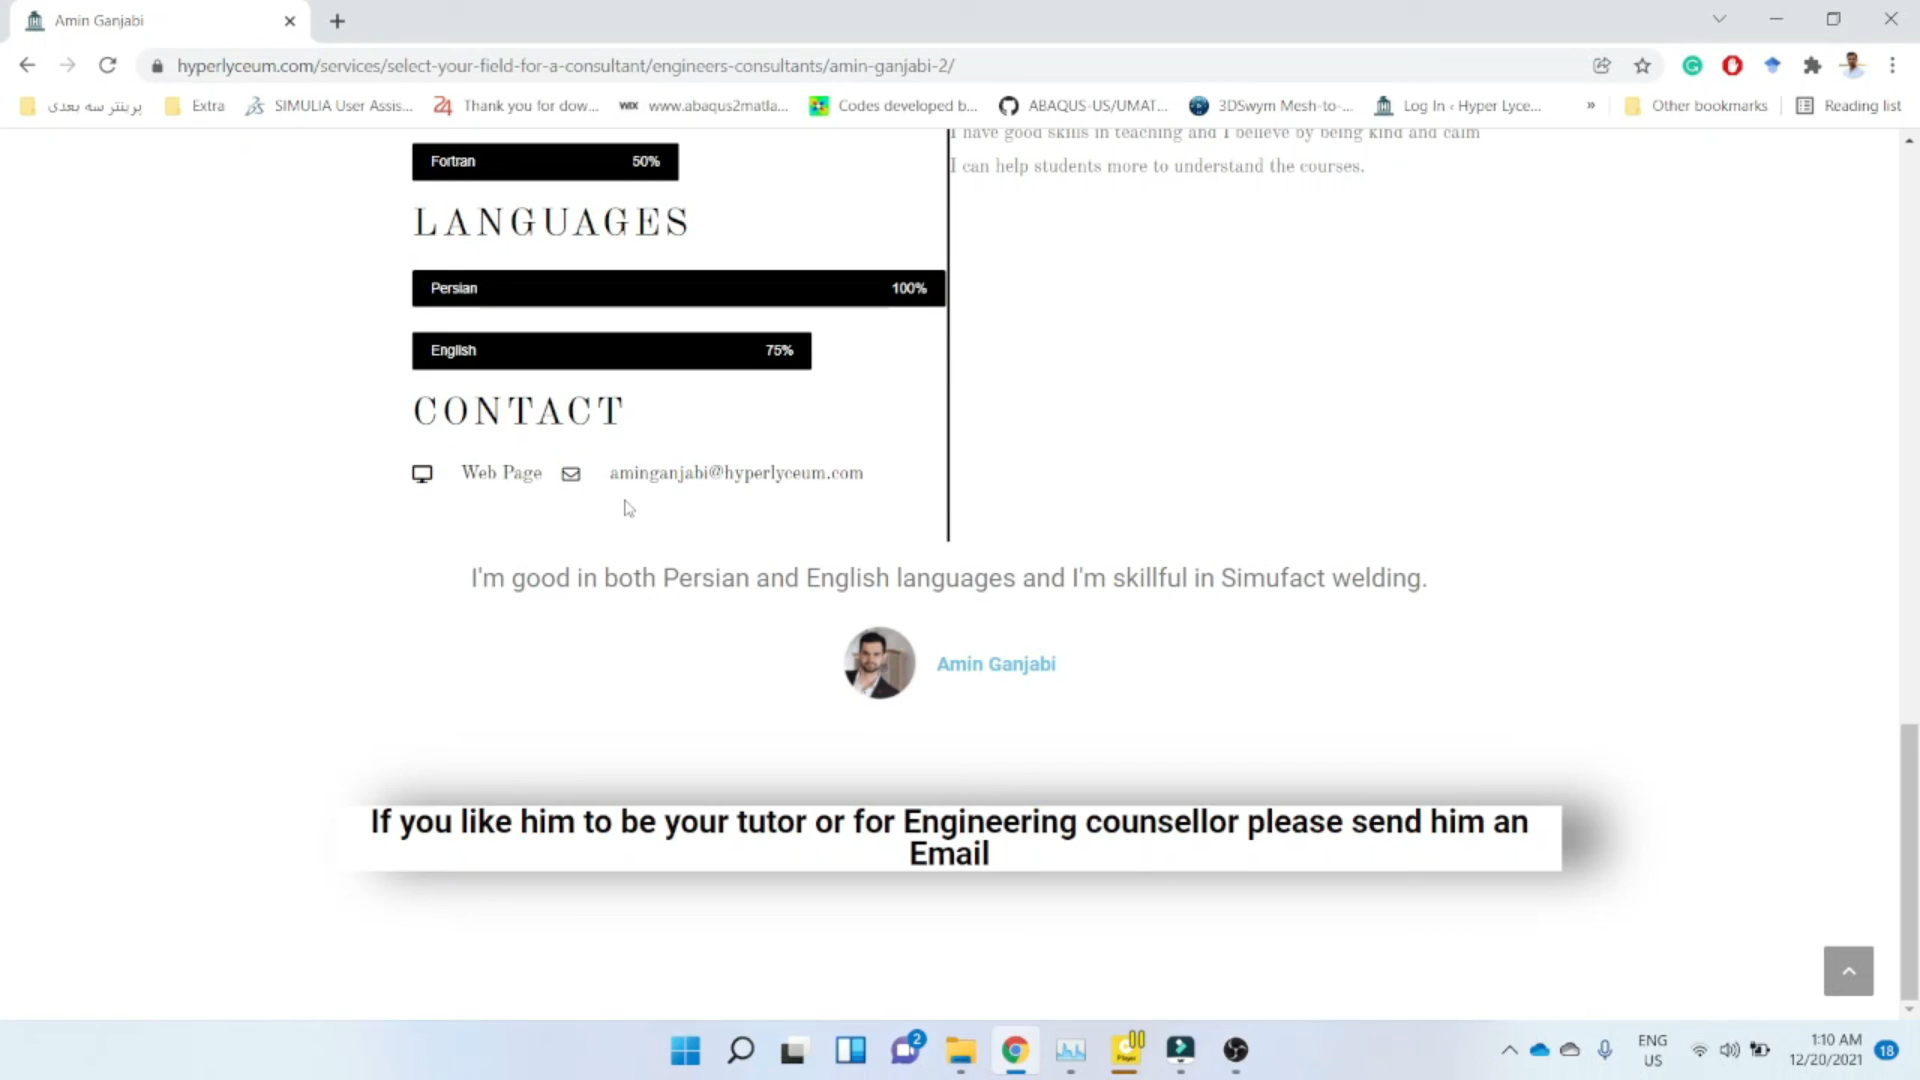 Amin Ganjabi
hyperlyceum.com/services/select-your-field-for-a-consultant/engineers-consultants/amin-ganjabi-2/
پرینتر سه بعدی
Extra
SIMULIA User Assis...
Thank you for dow...
WIX www.abaqus2matla...
Codes developed b...
ABAQUS-US/UMAT...
3DSwym Mesh-to-...
Log In ‹ Hyper Lyce...
»
Other bookmarks
Reading list
I have good skills in teaching and I believe by being kind and calm
I can help students more to understand the courses.
Fortran 50%
LANGUAGES
Persian 100%
English 75%
CONTACT
Web Page aminganjabi@hyperlyceum.com
I'm good in both Persian and English languages and I'm skillful in Simufact welding.
Amin Ganjabi
If you like him to be your tutor or for Engineering counsellor please send him an
Email
2
Player
ENG
US
1:10 AM
12/20/2021
18